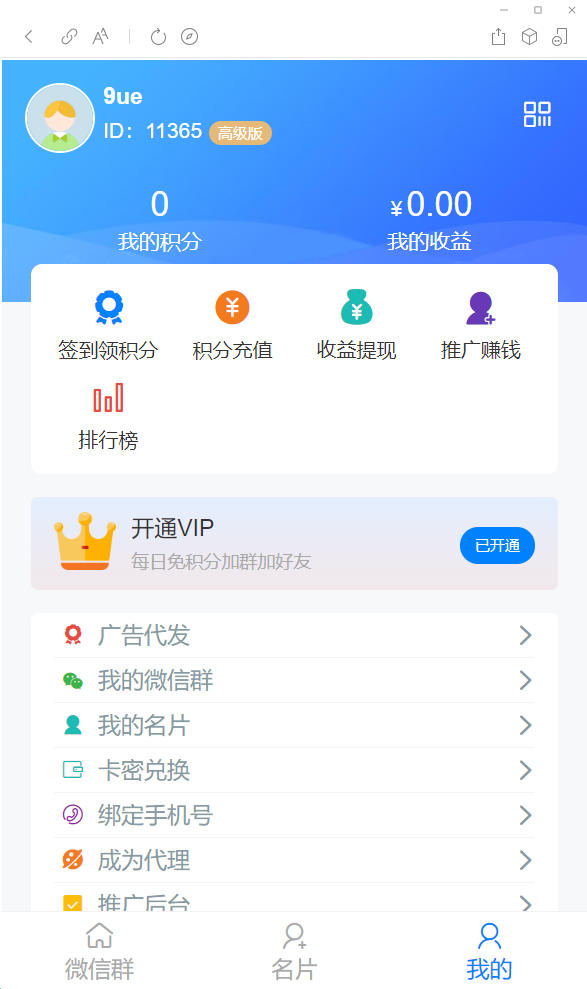 9ue
ID：11365 高级版
0
¥0.00
我的积分
我的收益
签到领积分
积分充值
收益提现
推广赚钱
排行榜
开通VIP
每日免积分加群加好友
已开通
广告代发
我的微信群
我的名片
卡密兑换
绑定手机号
成为代理
推广后台
微信群
名片
我的